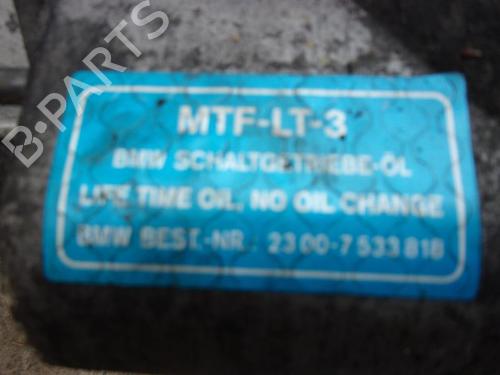 B-PARTS
MTF-LT-3
BMW SCHALTGETRIEBE-ÖL
LIFE TIME OIL, NO OIL CHANGE
BMW BEST.-NR.: 23 00-7 533 818